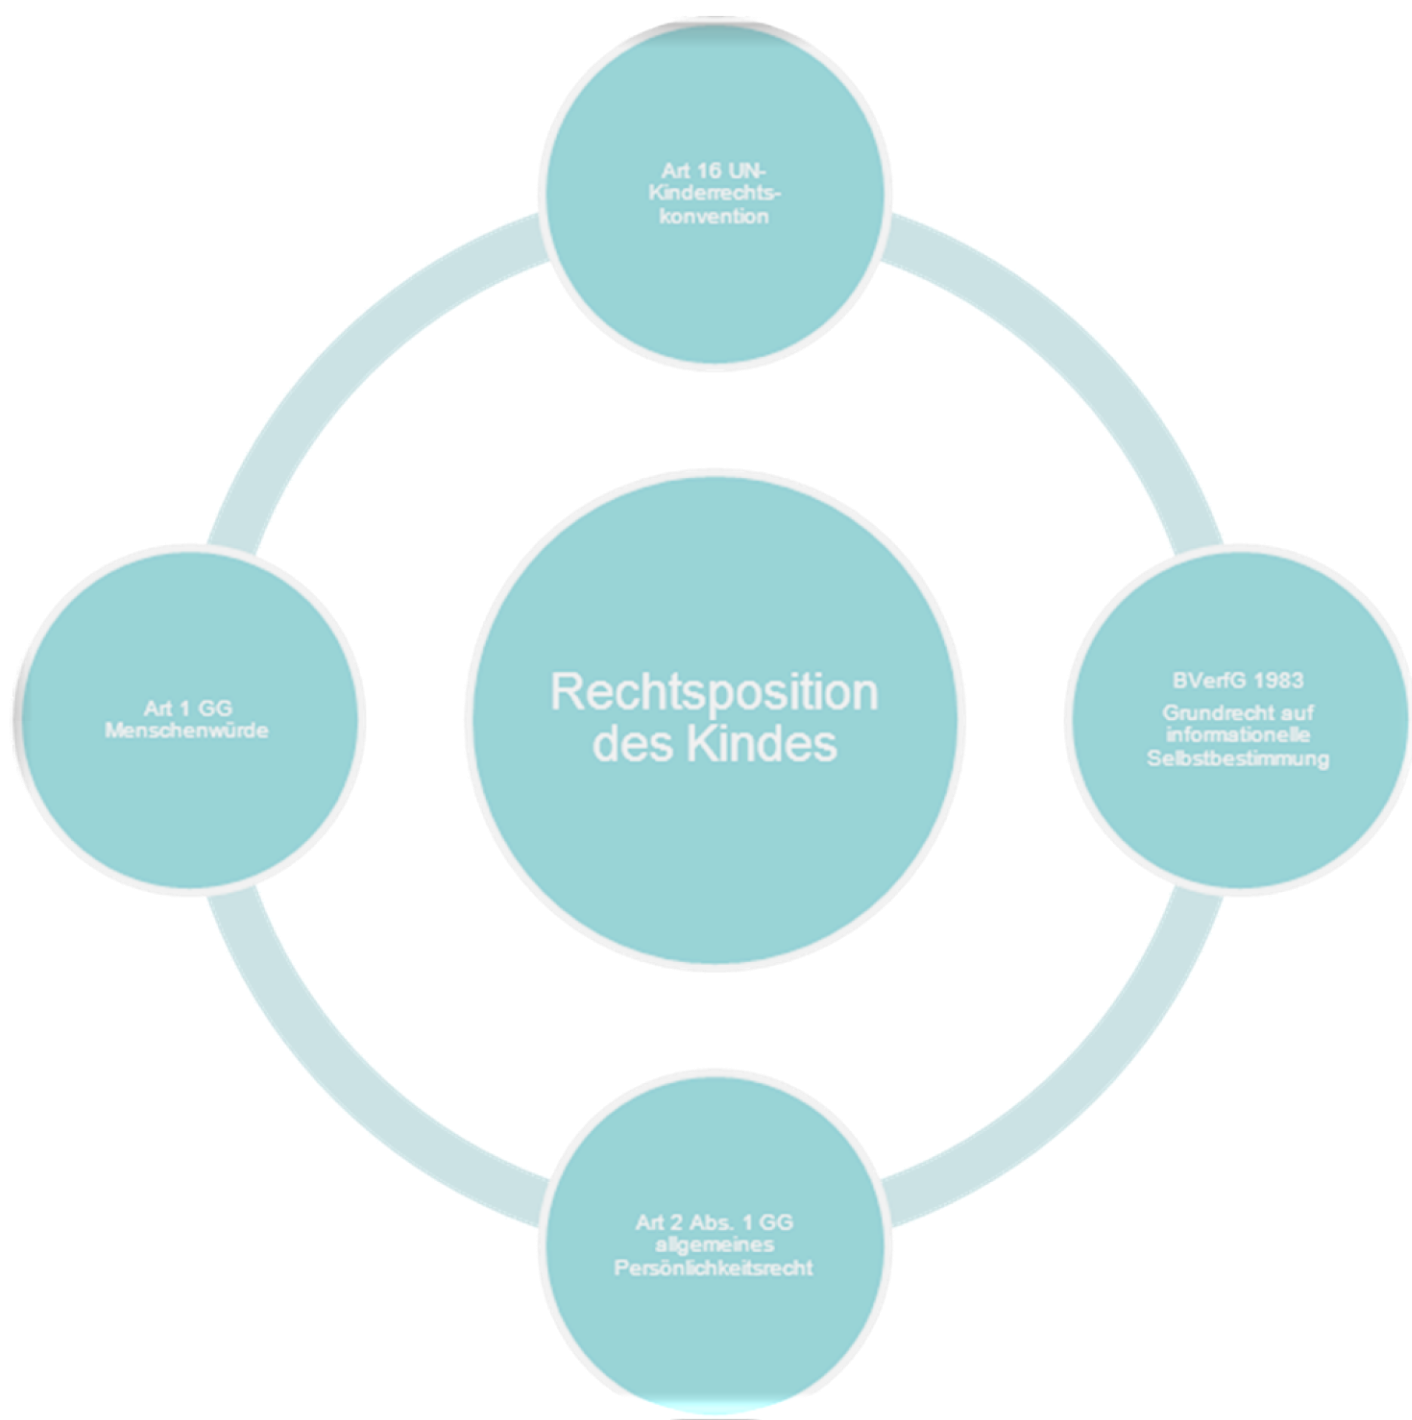 Art 16 UN-
Kinderrechts-
konvention
Art 1 GG
Menschenwürde
Rechtsposition
des Kindes
BVerfG 1983
Grundrecht auf
informationelle
Selbstbestimmung
Art 2 Abs. 1 GG
allgemeines
Persönlichkeitsrecht